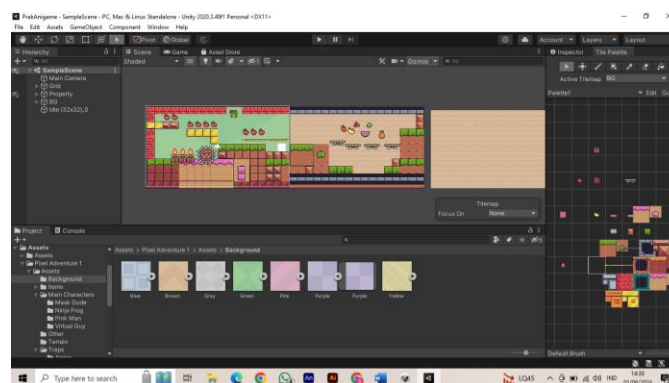 PrakAnigame - SampleScene - PC, Mac & Linux Standalone - Unity 2020.3.48f1 Personal <DX11>
File Edit Assets GameObject Component Window Help
Pivot Global Account Layers Layout
Hierarchy Scene Game Asset Store Inspector Tile Palette
Shaded 2D Gizmos All
SampleScene
Main Camera
Grid
Property
BG
Idle (32x32)_0
Active Tilemap BG
Palette1 Edit
Tilemap
Focus On None
Project Console
Assets
Assets
Pixel Adventure 1
Assets
Background
Items
Main Characters
Mask Dude
Ninja Frog
Pink Man
Virtual Guy
Other
Terrain
Traps
Assets > Pixel Adventure 1 > Assets > Background
Blue Brown Gray Green Pink Purple Purple Yellow
Default Brush
Type here to search
LQ45
IND
14:39